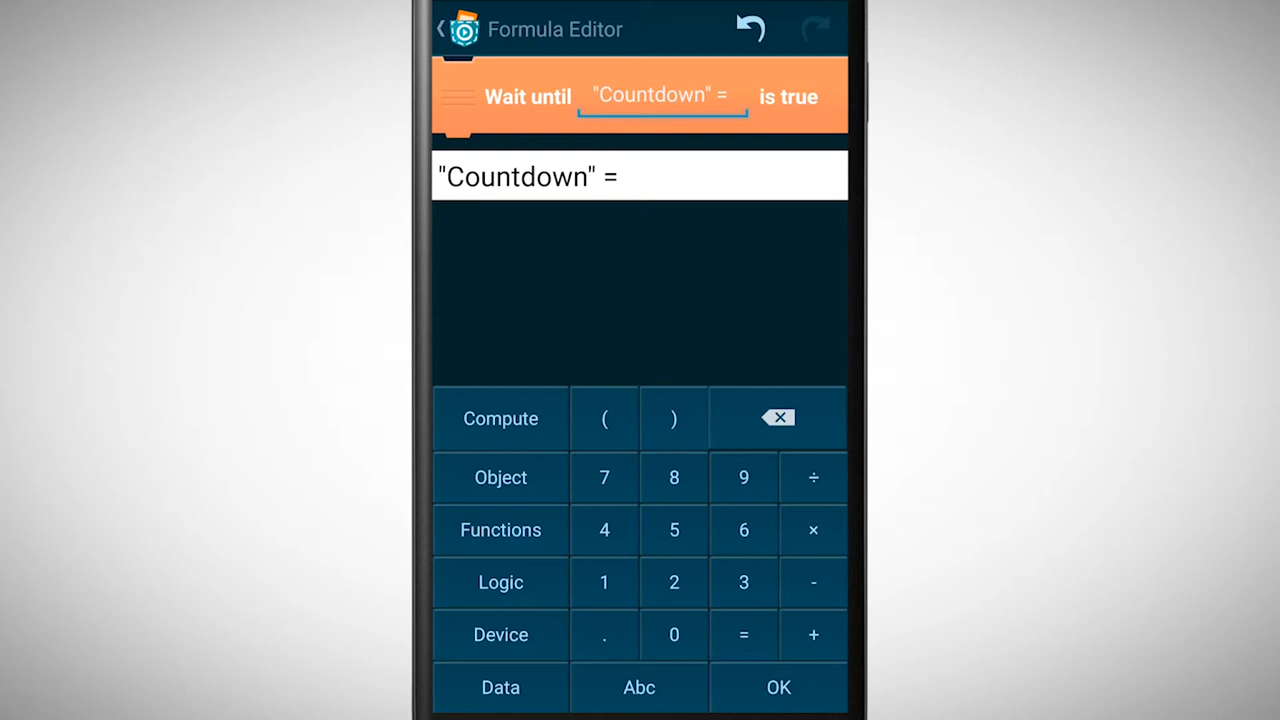 Formula Editor
Wait until "Countdown" = is true
"Countdown" =
Compute ( )
Object 7 8 9 ÷
Functions 4 5 6 ×
Logic 1 2 3 -
Device . 0 = +
Data Abc OK